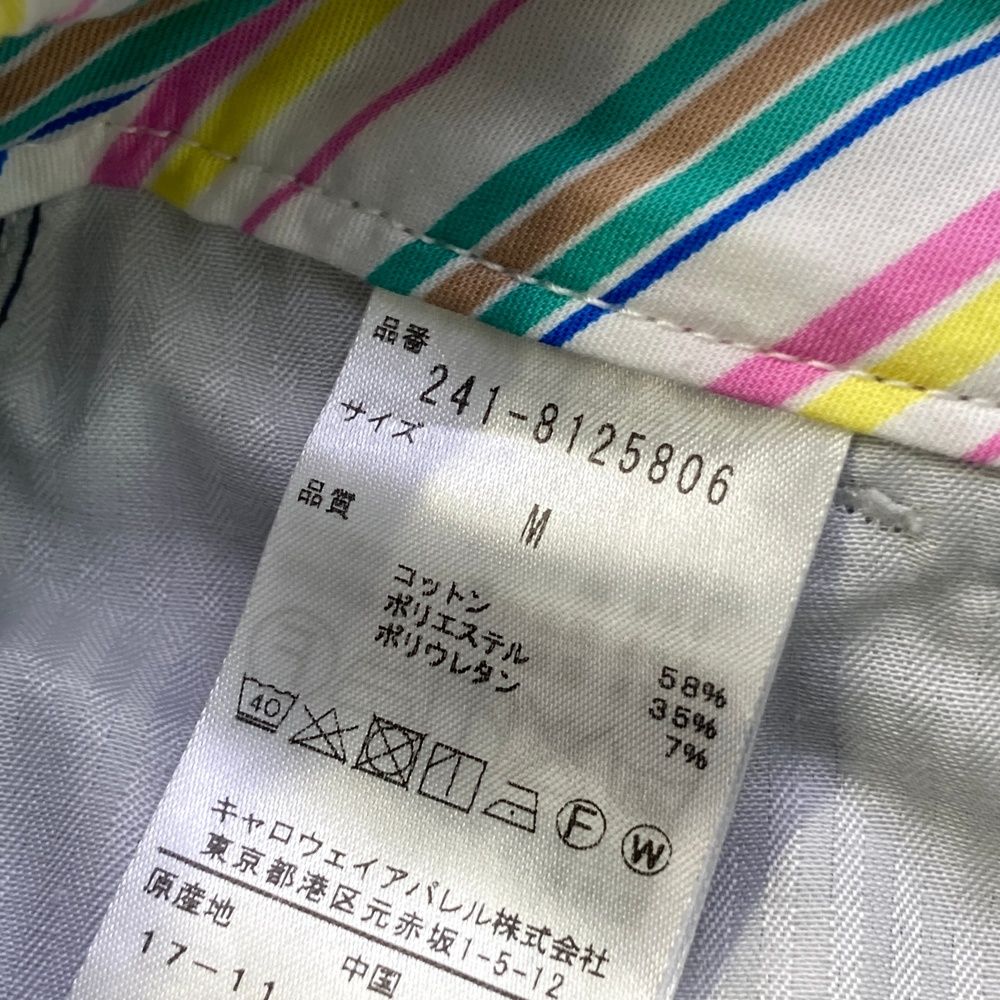 品番
241-8125806
サイズ
M
品質
コットン 58%
ポリエステル 35%
ポリウレタン 7%
40
F W
キャロウェイアパレル株式会社
東京都港区元赤坂1-5-12
原産地 中国
17-11